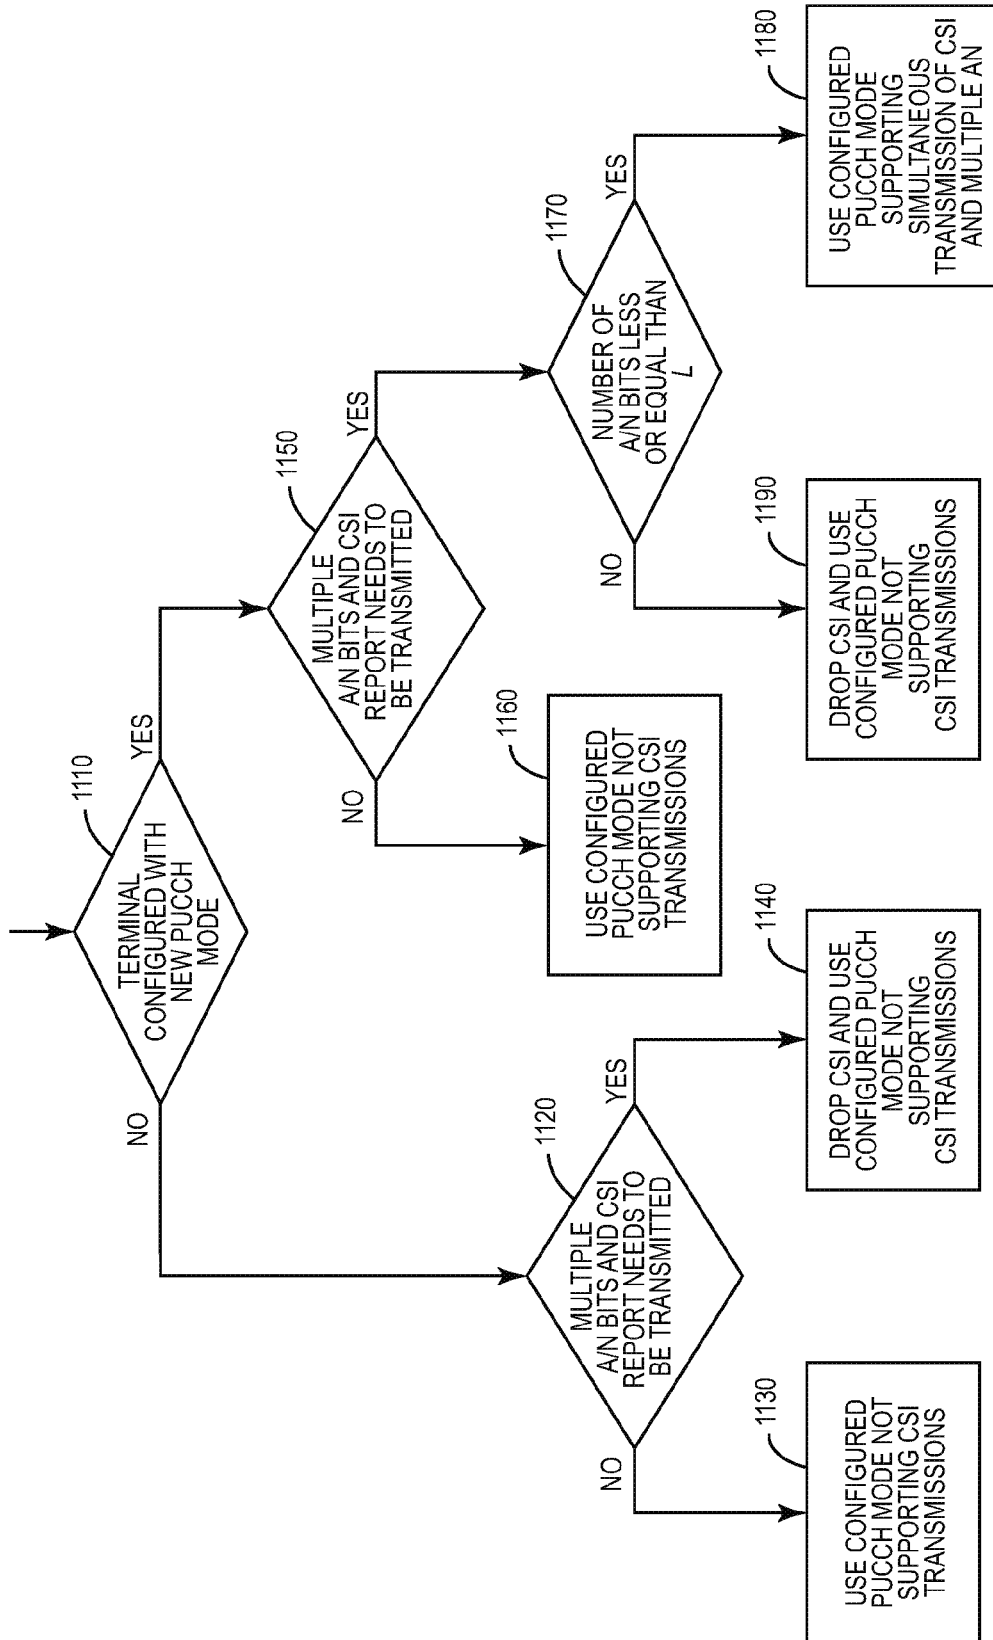 1110
TERMINAL
CONFIGURED WITH
NEW PUCCH
MODE
NO
YES
1120
MULTIPLE
A/N BITS AND CSI
REPORT NEEDS TO
BE TRANSMITTED
NO
YES
1130
USE CONFIGURED
PUCCH MODE NOT
SUPPORTING CSI
TRANSMISSIONS
1140
DROP CSI AND USE
CONFIGURED PUCCH
MODE NOT
SUPPORTING
CSI TRANSMISSIONS
1150
MULTIPLE
A/N BITS AND CSI
REPORT NEEDS TO
BE TRANSMITTED
NO
YES
1160
USE CONFIGURED
PUCCH MODE NOT
SUPPORTING CSI
TRANSMISSIONS
1170
NUMBER OF
A/N BITS LESS
OR EQUAL THAN
L
NO
YES
1190
DROP CSI AND USE
CONFIGURED PUCCH
MODE NOT
SUPPORTING
CSI TRANSMISSIONS
1180
USE CONFIGURED
PUCCH MODE
SUPPORTING
SIMULTANEOUS
TRANSMISSION OF CSI
AND MULTIPLE AN